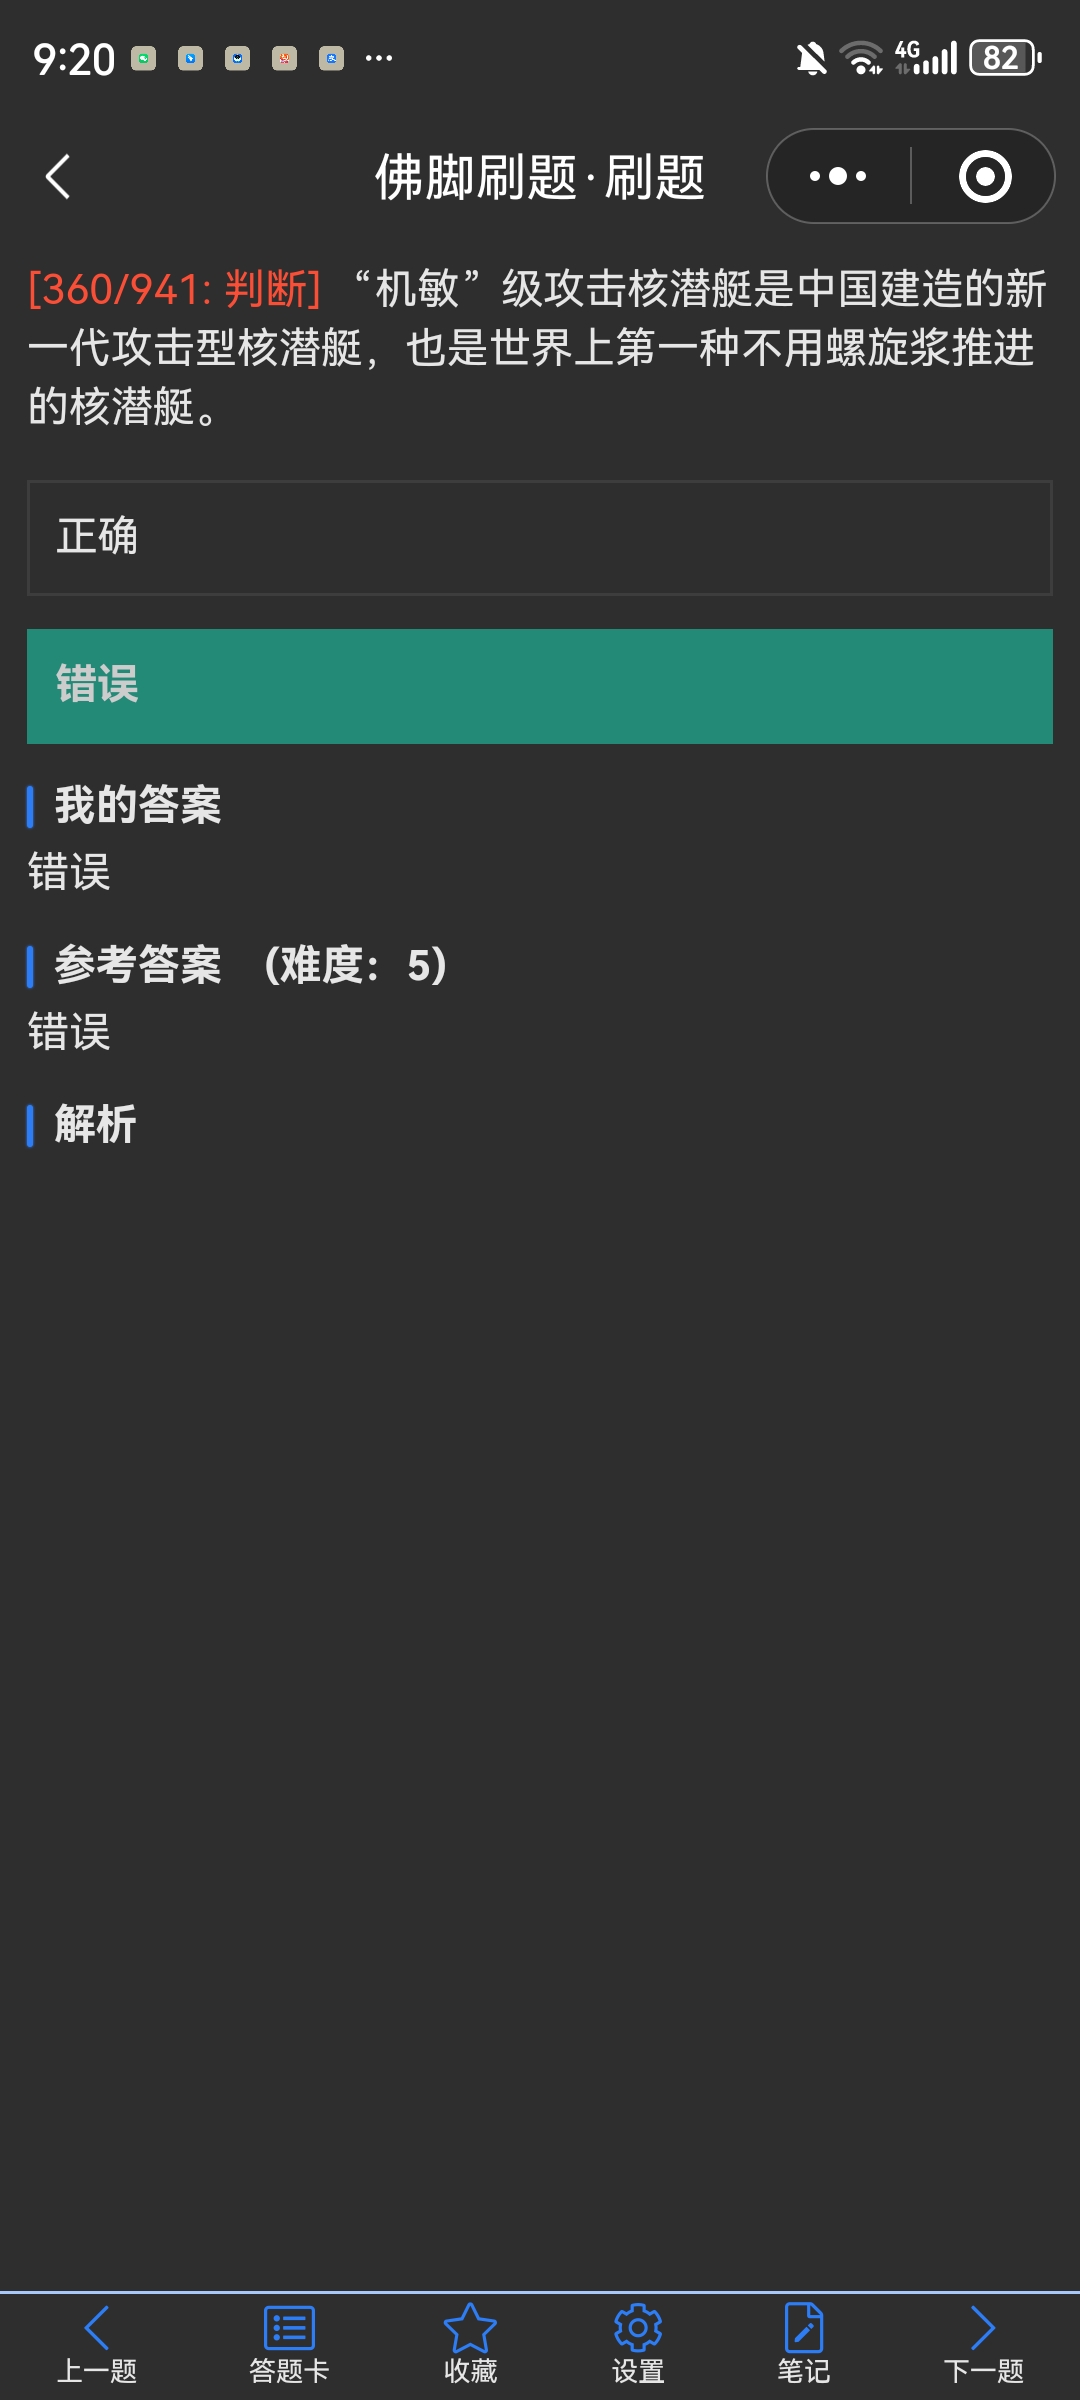 9:20
4G
82
佛脚刷题·刷题
[360/941: 判断] “机敏”级攻击核潜艇是中国建造的新
一代攻击型核潜艇，也是世界上第一种不用螺旋桨推进
的核潜艇。
正确
错误
我的答案
错误
参考答案 (难度：5)
错误
解析
上一题 答题卡 收藏 设置 笔记 下一题